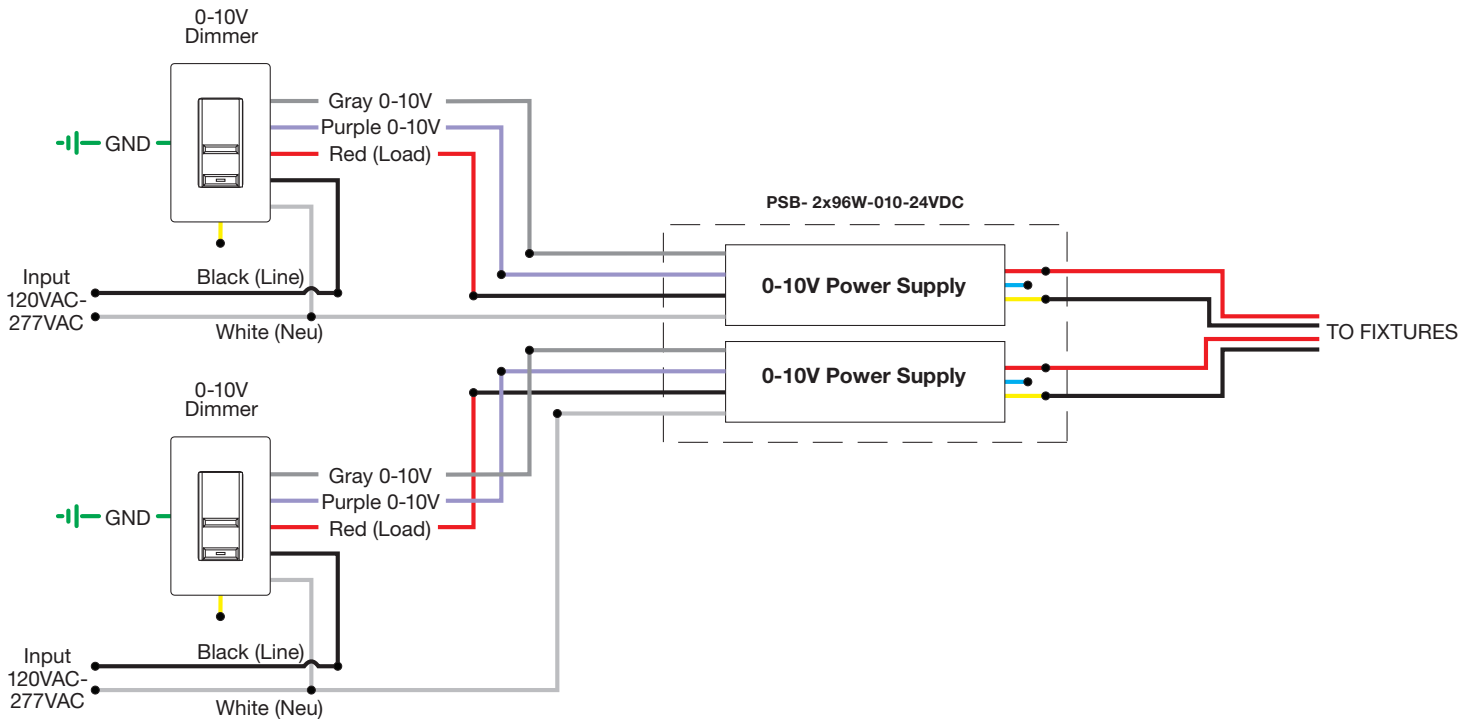 0-10V
Dimmer
Gray 0-10V
Purple 0-10V
Red (Load)
GND
PSB- 2x96W-010-24VDC
Input
120VAC-
277VAC
Black (Line)
White (Neu)
0-10V Power Supply
TO FIXTURES
0-10V Power Supply
0-10V
Dimmer
Gray 0-10V
Purple 0-10V
Red (Load)
GND
Input
120VAC-
277VAC
Black (Line)
White (Neu)